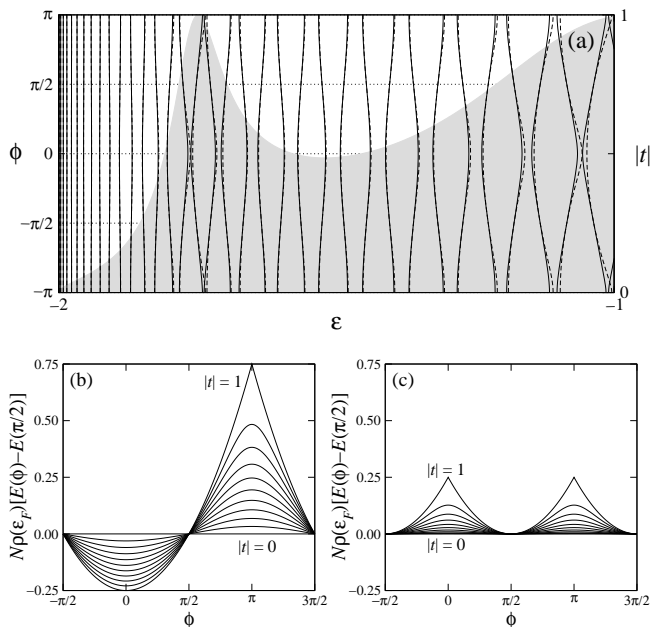 π
1
(a)
π/2
ϕ
0
|t|
−π/2
−π
0
−2
−1
ε
0.75
(b)
|t| = 1
0.50
0.25
0.00
|t| = 0
−0.25
Nρ(ε_F)[E(ϕ)−E(π/2)]
−π/2
0
π/2
π
3π/2
ϕ
0.75
(c)
0.50
0.25
|t| = 1
0.00
|t| = 0
−0.25
Nρ(ε_F)[E(ϕ)−E(π/2)]
−π/2
0
π/2
π
3π/2
ϕ